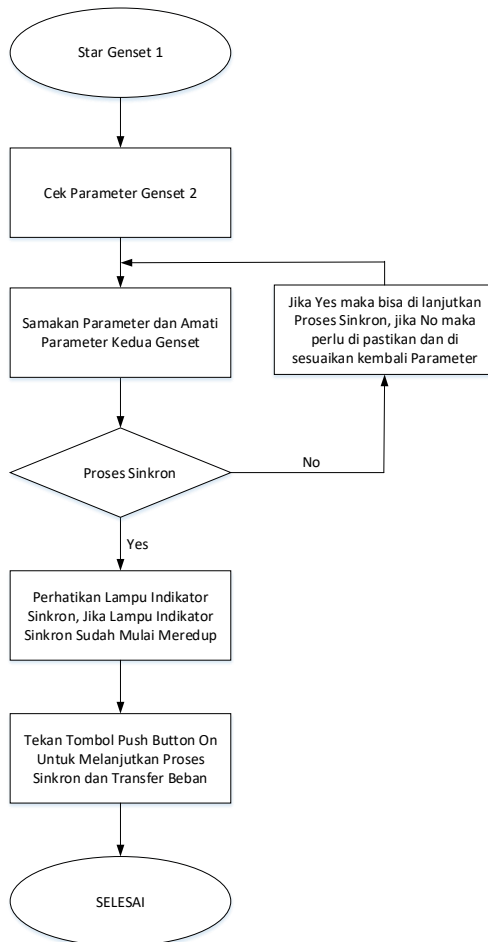 Star Genset 1
Cek Parameter Genset 2
Samakan Parameter dan Amati
Parameter Kedua Genset
Jika Yes maka bisa di lanjutkan
Proses Sinkron, jika No maka
perlu di pastikan dan di
sesuaikan kembali Parameter
Proses Sinkron
No
Yes
Perhatikan Lampu Indikator
Sinkron, Jika Lampu Indikator
Sinkron Sudah Mulai Meredup
Tekan Tombol Push Button On
Untuk Melanjutkan Proses
Sinkron dan Transfer Beban
SELESAI